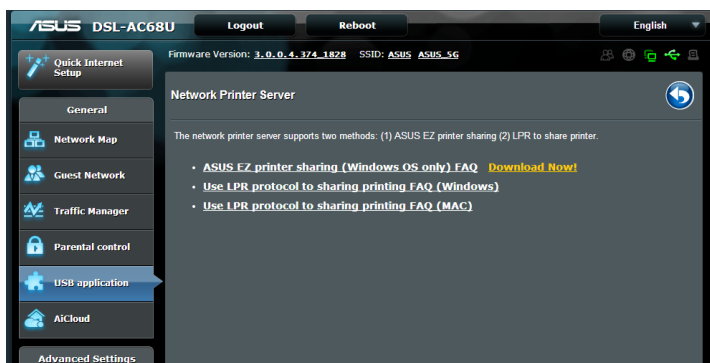 ASUS DSL-AC68U Logout Reboot English
Quick Internet
Setup
Firmware Version: 3.0.0.4.374_1828 SSID: ASUS ASUS_5G
General
Network Map
Guest Network
Traffic Manager
Parental control
USB application
AiCloud
Advanced Settings
Network Printer Server
The network printer server supports two methods: (1) ASUS EZ printer sharing (2) LPR to share printer.
ASUS EZ printer sharing (Windows OS only) FAQ Download Now!
Use LPR protocol to sharing printing FAQ (Windows)
Use LPR protocol to sharing printing FAQ (MAC)